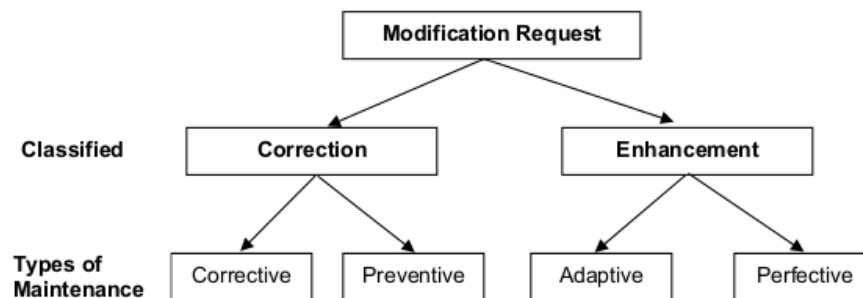 Modification Request
Classified
Correction
Enhancement
Types of
Maintenance
Corrective
Preventive
Adaptive
Perfective